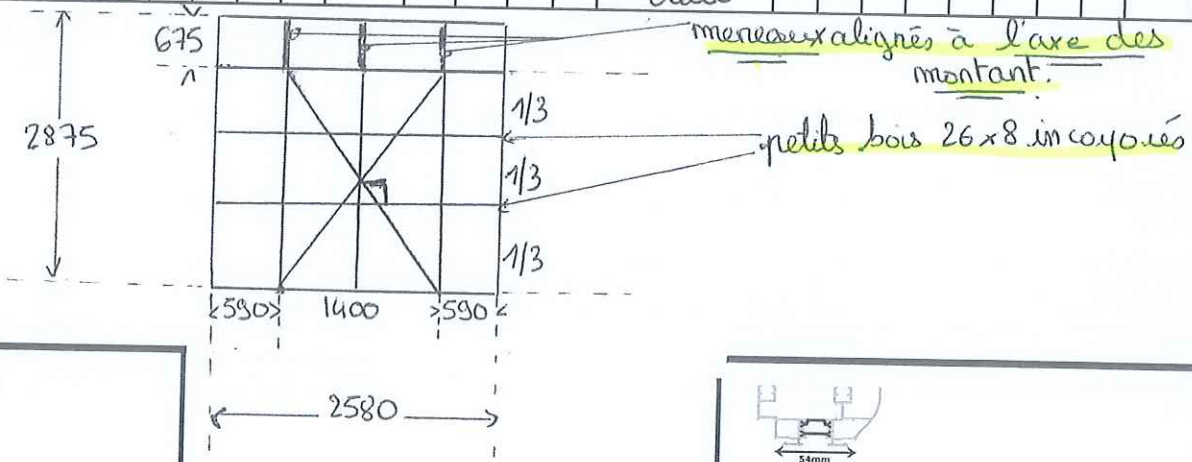 675
meneaux alignés à l'axe des
montant.
2875
1/3
petits bois 26x8 incoyorés
1/3
1/3
590
1400
590
2580
54mm